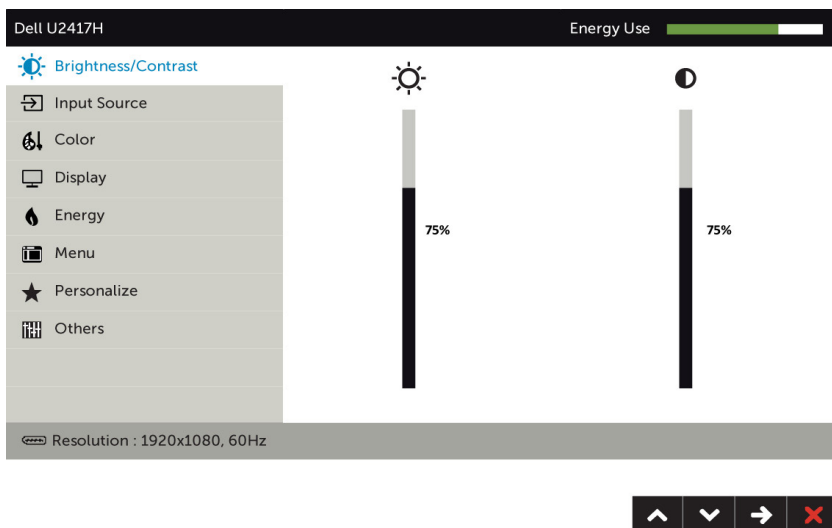 Dell U2417H
Energy Use
Brightness/Contrast
Input Source
Color
Display
Energy
Menu
Personalize
Others
75%
75%
Resolution : 1920x1080, 60Hz